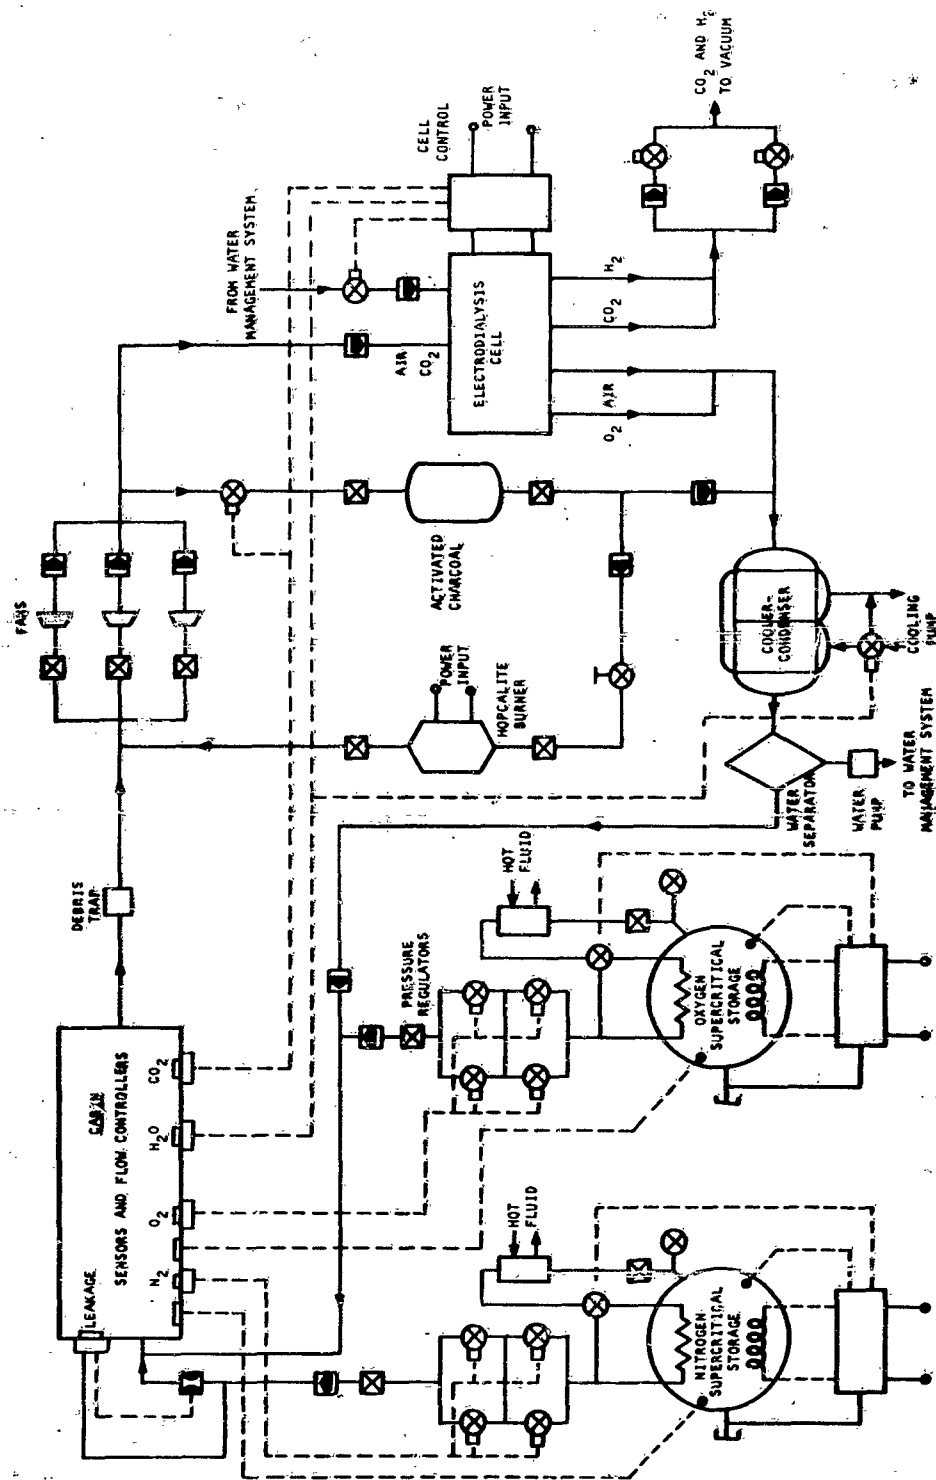 CABIN
SENSORS AND FLOW CONTROLLERS
LEAKAGE
N2
O2
H2O
CO2
DEBRIS
TRAP
FANS
FROM WATER
MANAGEMENT SYSTEM
CELL
CONTROL
POWER
INPUT
AIR
CO2
ELECTRODIALYSIS
CELL
O2
AIR
CO2
H2
CO2 AND H2
TO VACUUM
ACTIVATED
CHARCOAL
POWER
INPUT
HOPCALITE
BURNER
COOLER-
CONDENSER
COOLING
PUMP
WATER
SEPARATOR
WATER
PUMP
TO WATER
MANAGEMENT SYSTEM
PRESSURE
REGULATORS
HOT
FLUID
OXYGEN
SUPERCRITICAL
STORAGE
HOT
FLUID
NITROGEN
SUPERCRITICAL
STORAGE